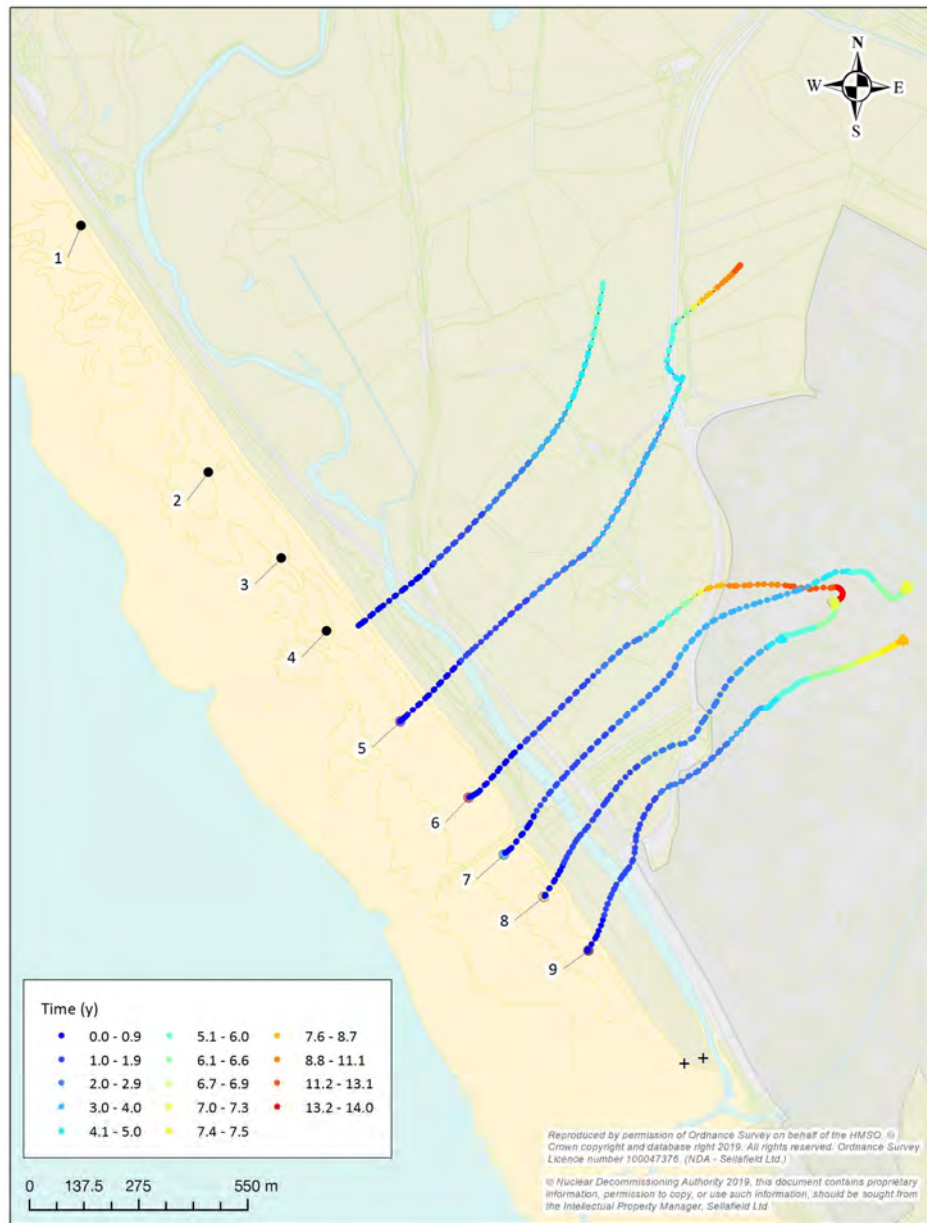 N
W E
S
1
2
3
4
5
6
7
8
9
Time (y)
0.0 - 0.9 5.1 - 6.0 7.6 - 8.7
1.0 - 1.9 6.1 - 6.6 8.8 - 11.1
2.0 - 2.9 6.7 - 6.9 11.2 - 13.1
3.0 - 4.0 7.0 - 7.3 13.2 - 14.0
4.1 - 5.0 7.4 - 7.5
0 137.5 275 550 m
Reproduced by permission of Ordnance Survey on behalf of the HMSO. ©
Crown copyright and database right 2019. All rights reserved. Ordnance Survey
Licence number 100047376. (NDA - Sellafield Ltd.)
© Nuclear Decommissioning Authority 2019, this document contains proprietary
information, permission to copy, or use such information, should be sought from
the Intellectual Property Manager, Sellafield Ltd